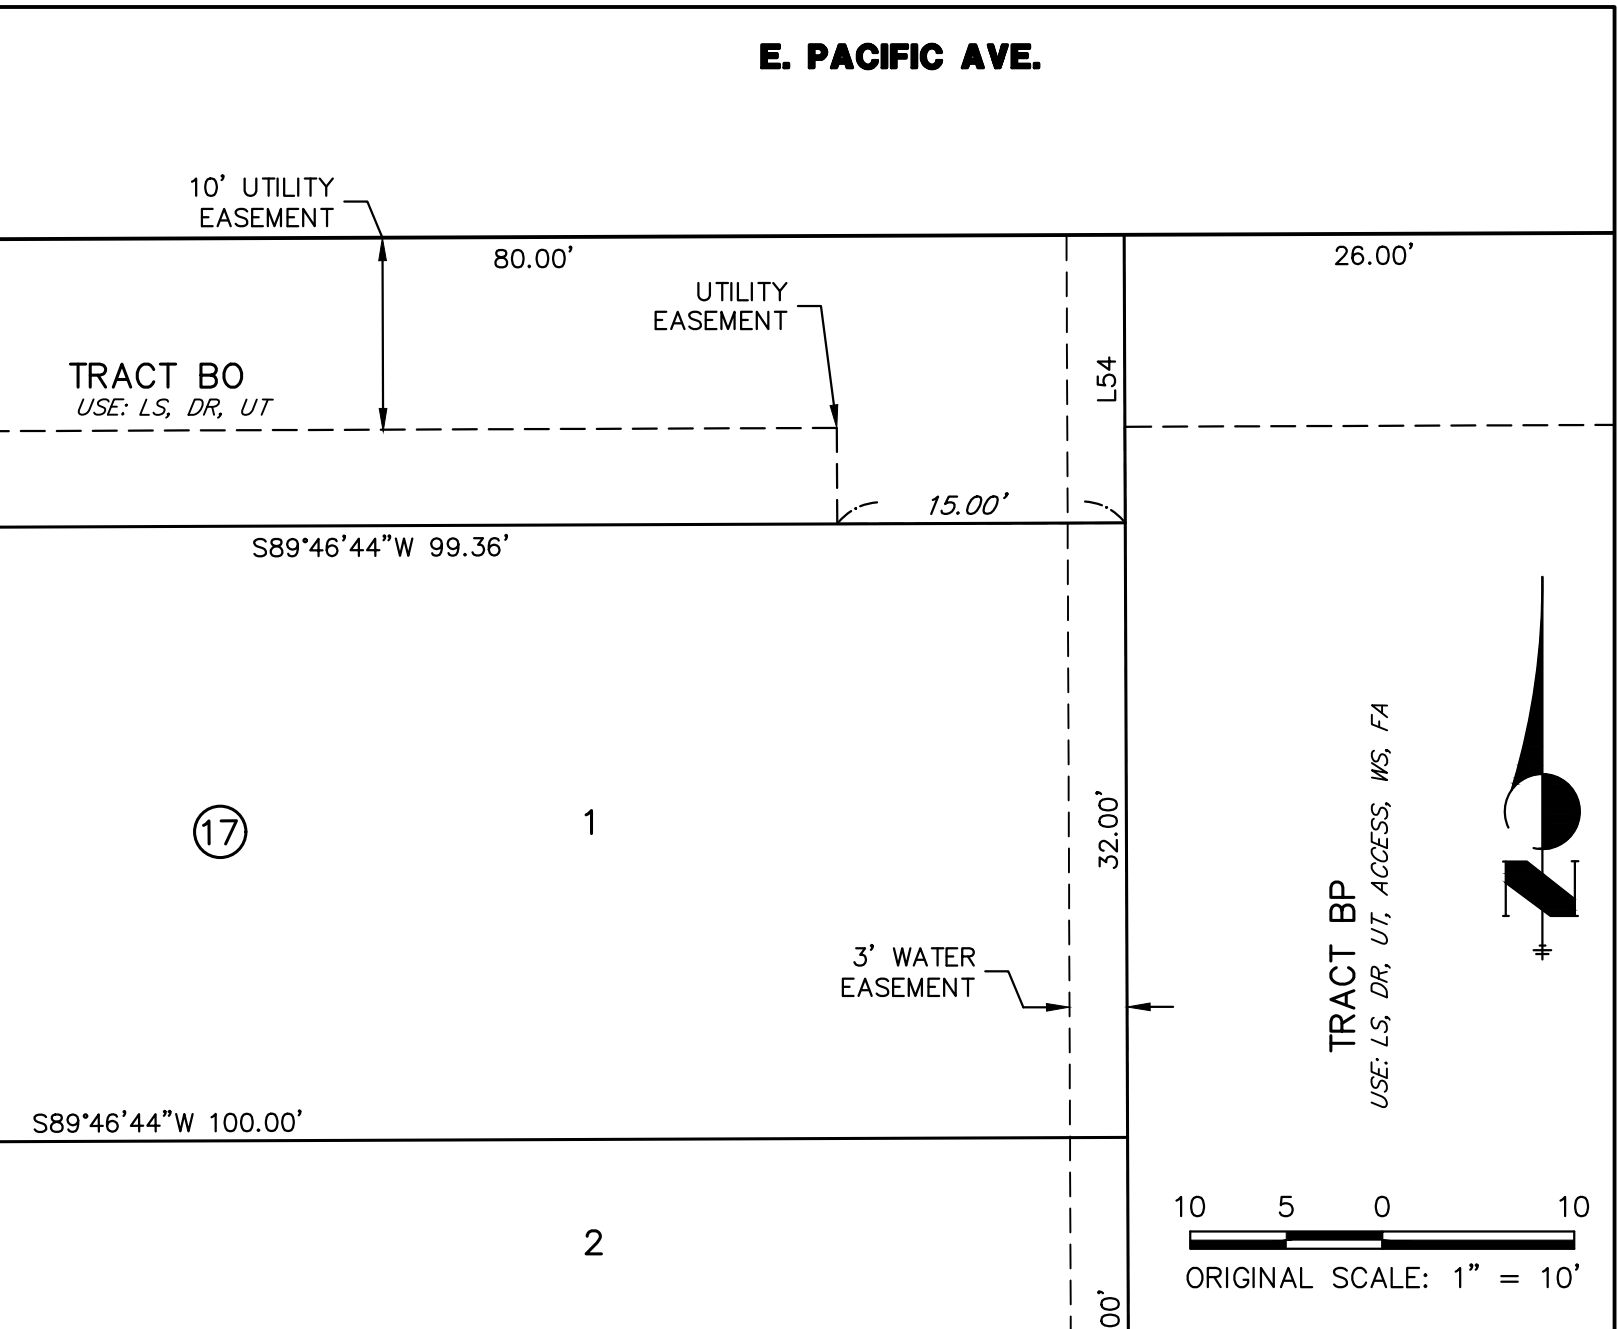 E. PACIFIC AVE.
10' UTILITY
EASEMENT
80.00'
26.00'
UTILITY
EASEMENT
L54
TRACT BO
USE: LS, DR, UT
15.00'
S89°46'44"W 99.36'
17
1
32.00'
TRACT BP
USE: LS, DR, UT, ACCESS, WS, FA
N
3' WATER
EASEMENT
S89°46'44"W 100.00'
2
10 5 0 10
ORIGINAL SCALE: 1" = 10'
00'